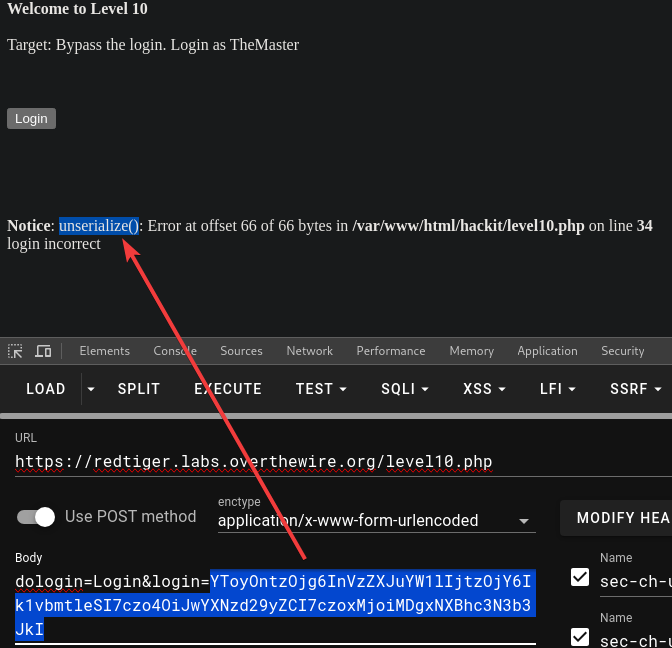 Welcome to Level 10
Target: Bypass the login. Login as TheMaster
Login
Notice: unserialize(): Error at offset 66 of 66 bytes in /var/www/html/hackit/level10.php on line 34
login incorrect
Elements Console Sources Network Performance Memory Application Security
LOAD SPLIT EXECUTE TEST SQLI XSS LFI SSRF
URL
https://redtiger.labs.overthewire.org/level10.php
Use POST method
enctype
application/x-www-form-urlencoded
MODIFY HEA
Body
dologin=Login&login=YToyOntzOjg6InVzZXJuYW1lIjtzOjY6I
k1vbmtleSI7czo4OiJwYXNzd29yZCI7czoxMjoiMDgxNXBhc3N3b3
JkI
Name
sec-ch-u
Name
sec-ch-u